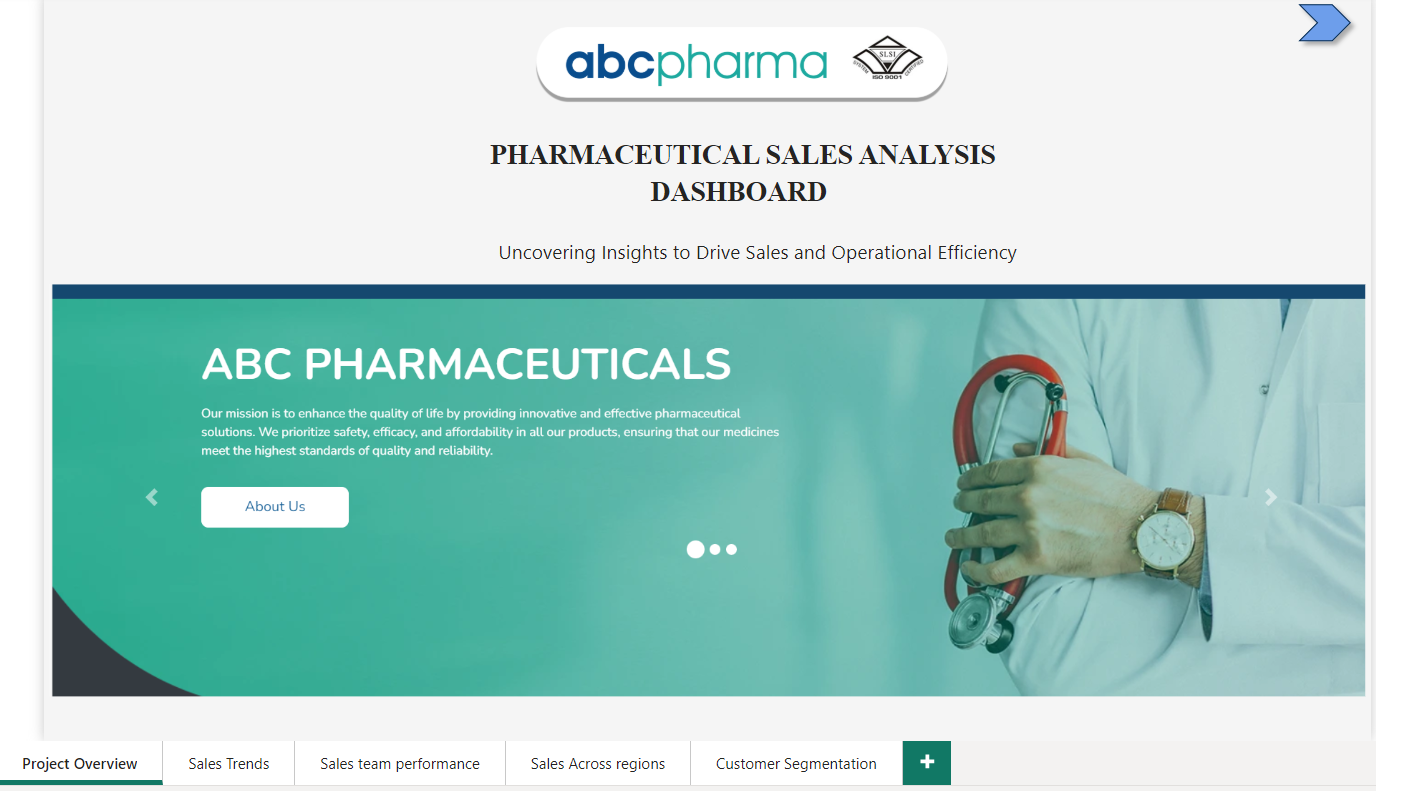 abcpharma
SLSI
SYSTEM CERTIFIED
ISO 9001
PHARMACEUTICAL SALES ANALYSIS
DASHBOARD
Uncovering Insights to Drive Sales and Operational Efficiency
ABC PHARMACEUTICALS
Our mission is to enhance the quality of life by providing innovative and effective pharmaceutical
solutions. We prioritize safety, efficacy, and affordability in all our products, ensuring that our medicines
meet the highest standards of quality and reliability.
About Us
Project Overview
Sales Trends
Sales team performance
Sales Across regions
Customer Segmentation